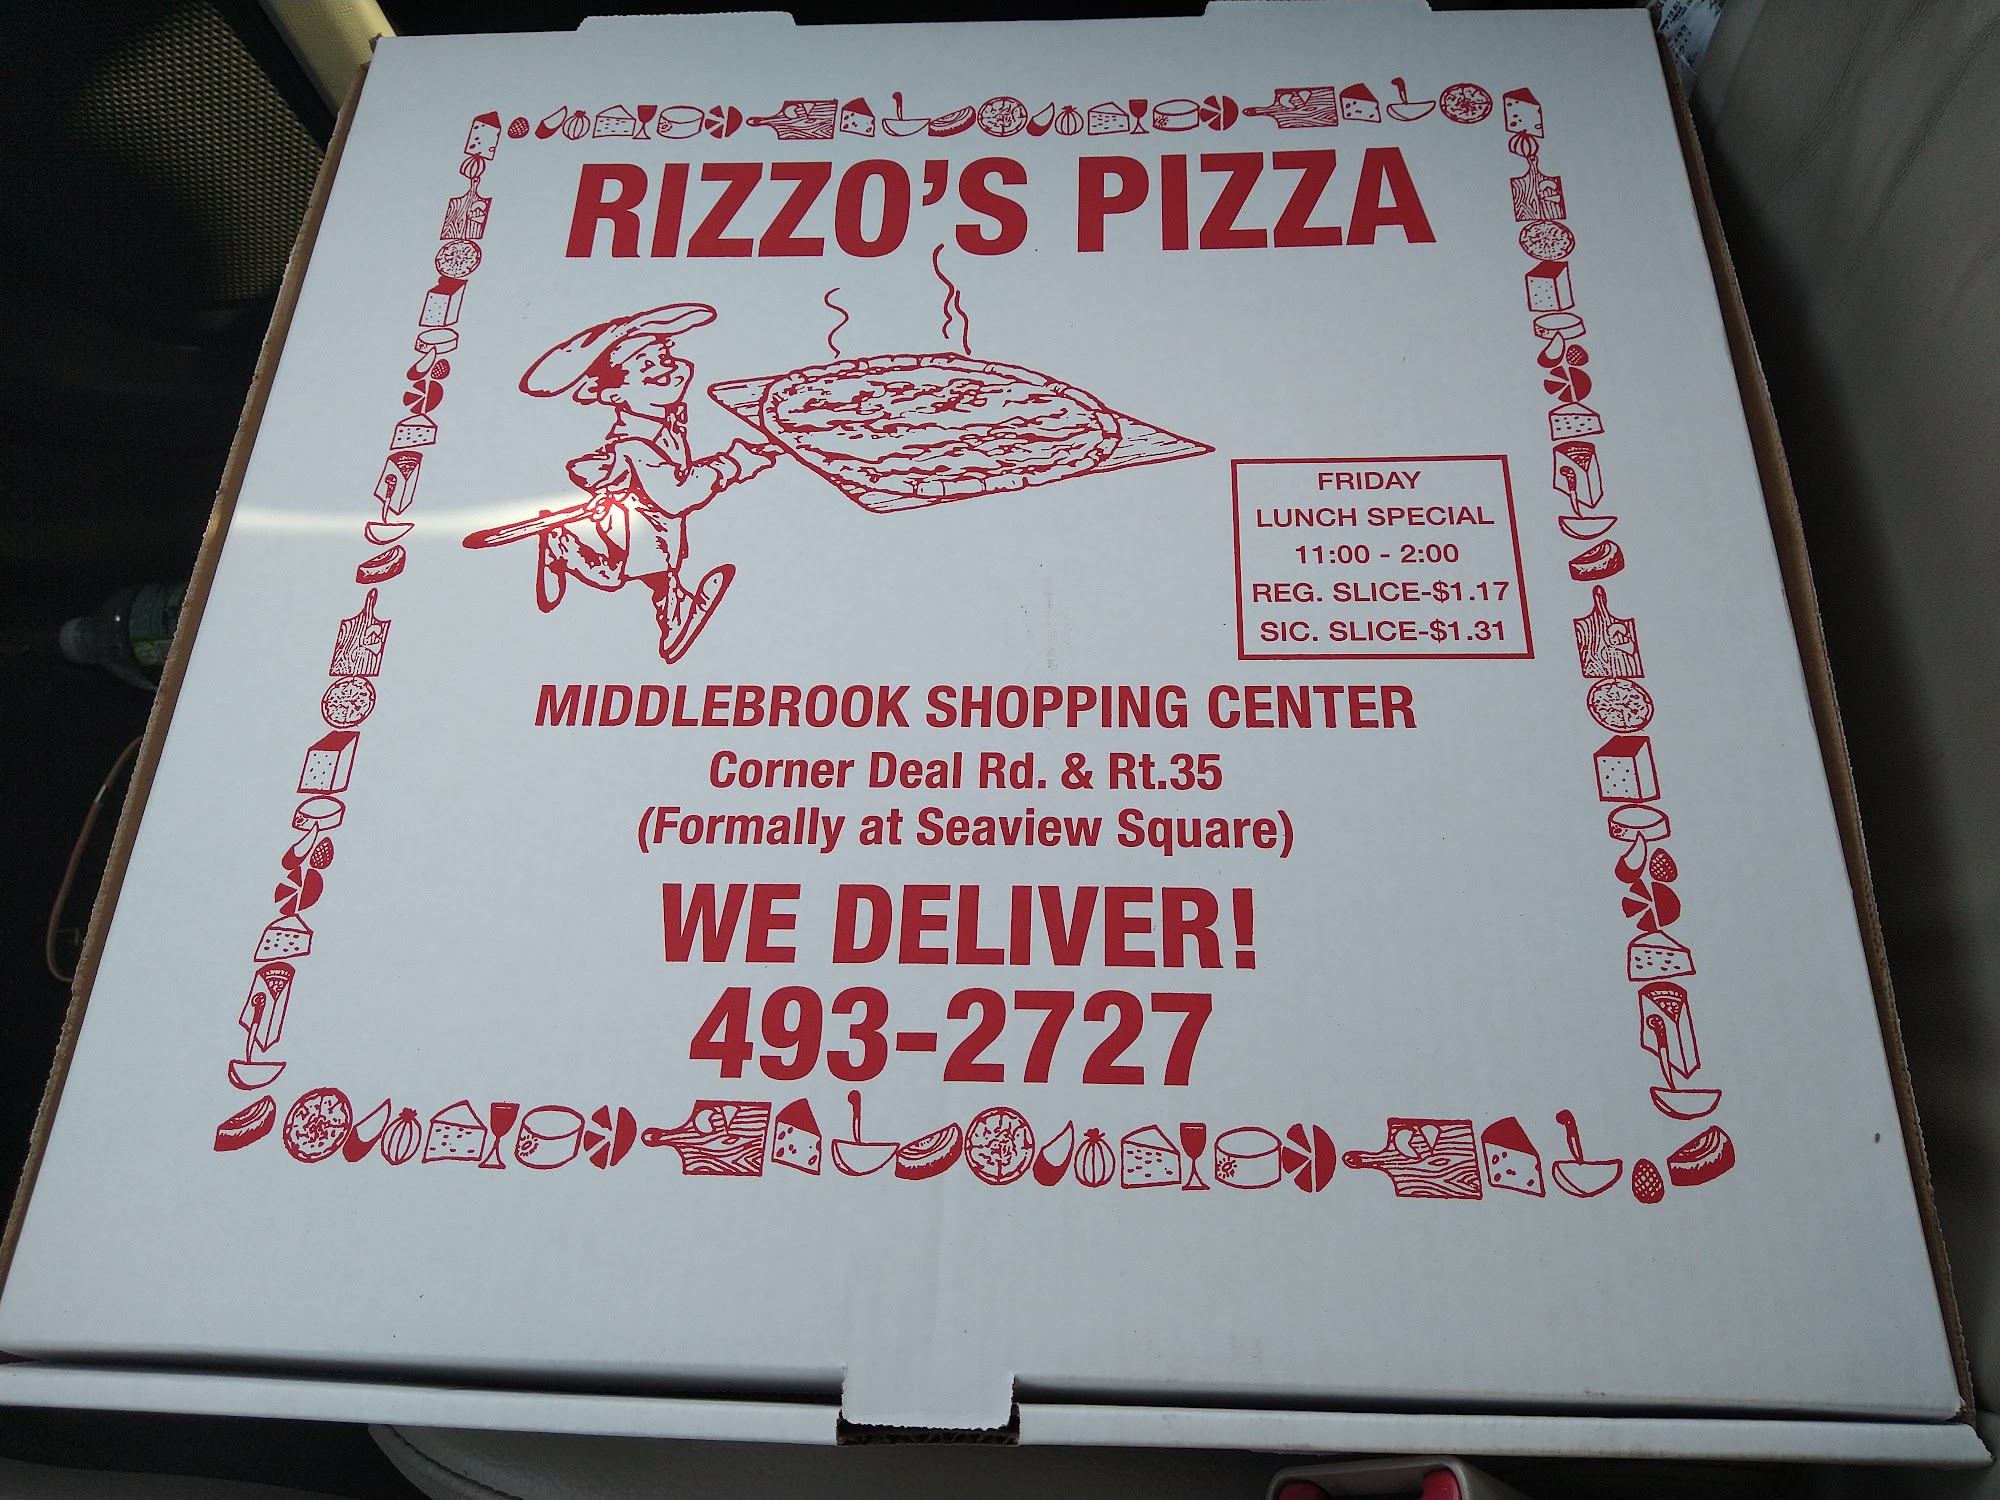 RIZZO'S PIZZA
FRIDAY
LUNCH SPECIAL
11:00 - 2:00
REG. SLICE-$1.17
SIC. SLICE-$1.31
MIDDLEBROOK SHOPPING CENTER
Corner Deal Rd. & Rt.35
(Formally at Seaview Square)
WE DELIVER!
493-2727